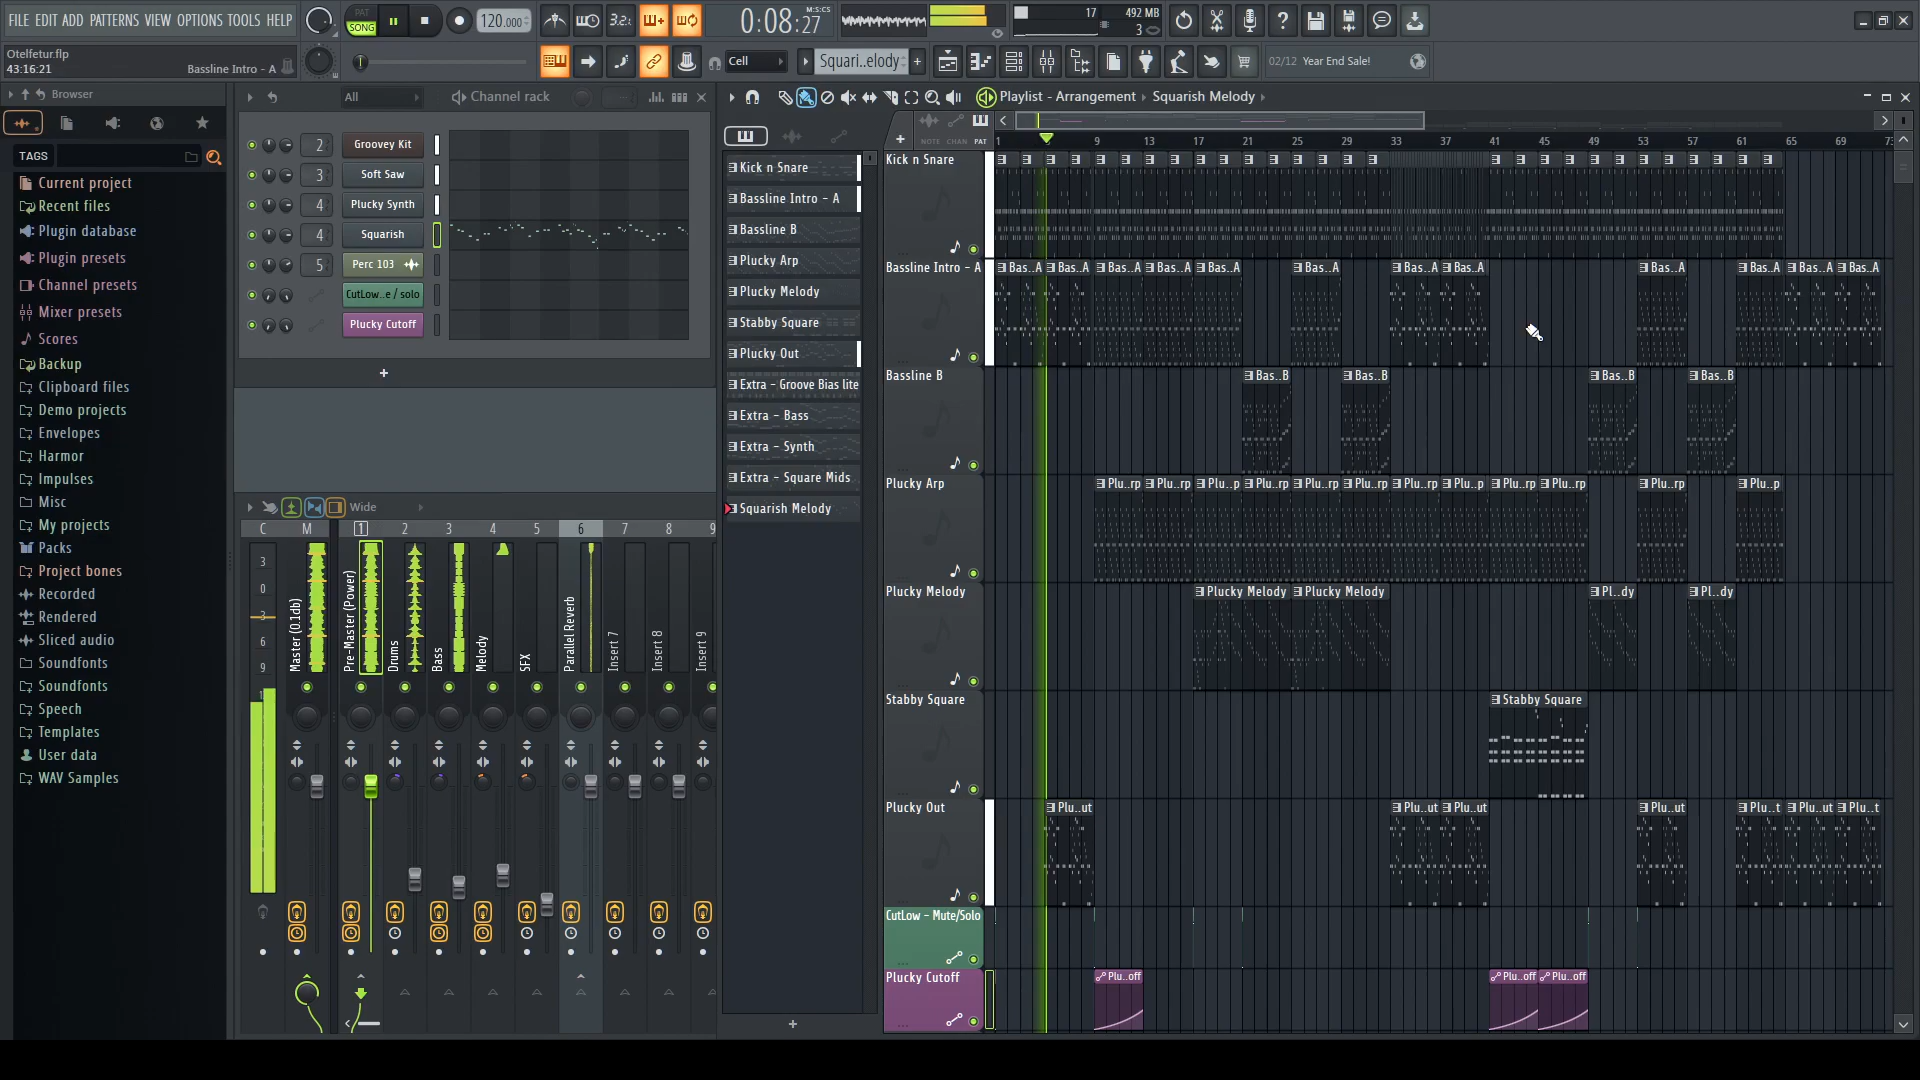 FILE EDIT ADD PATTERNS VIEW OPTIONS TOOLS HELP
PAT
SONG
120.000
3.2.
0:08:27
M:S:CS
17
492 MB
3
Otelfetur.flp
43:16:21
Bassline Intro - A
Cell
Squari..elody
+
02/12 Year End Sale!
Browser
TAGS
Current project
Recent files
Plugin database
Plugin presets
Channel presets
Mixer presets
Scores
Backup
Clipboard files
Demo projects
Envelopes
Harmor
Impulses
Misc
My projects
Packs
Project bones
Recorded
Rendered
Sliced audio
Soundfonts
Soundfonts
Speech
Templates
User data
WAV Samples
All
Channel rack
2 Groovey Kit
3 Soft Saw
4 Plucky Synth
4 Squarish
5 Perc 103
CutLow..e / solo
Plucky Cutoff
+
Wide
C M 1 2 3 4 5 6 7 8 9
3
0
3
6
9
Master (0.1db)
Pre-Master (Power)
Drums
Bass
Melody
SFX
Parallel Reverb
Insert 7
Insert 8
Insert 9
Kick n Snare
Bassline Intro - A
Bassline B
Plucky Arp
Plucky Melody
Stabby Square
Plucky Out
Extra - Groove Bias lite
Extra - Bass
Extra - Synth
Extra - Square Mids
Squarish Melody
+
Playlist - Arrangement › Squarish Melody ›
NOTE CHAN PAT
1 9 13 17 21 25 29 33 37 41 45 49 53 57 61 65 69 73
Kick n Snare
Bassline Intro - A
Bas..A Bas..A Bas..A Bas..A Bas..A Bas..A Bas..A Bas..A Bas..A Bas..A Bas..A Bas..A
Bassline B
Bas..B Bas..B Bas..B Bas..B
Plucky Arp
Plu..rp Plu..rp Plu..p Plu..rp Plu..rp Plu..rp Plu..rp Plu..p Plu..rp Plu..rp Plu..rp Plu..p
Plucky Melody
Plucky Melody Plucky Melody Pl..dy Pl..dy
Stabby Square
Stabby Square
Plucky Out
Plu..ut Plu..ut Plu..ut Plu..ut Plu..t Plu..ut Plu..t
CutLow - Mute/Solo
Plucky Cutoff
Plu..off Plu..off Plu..off